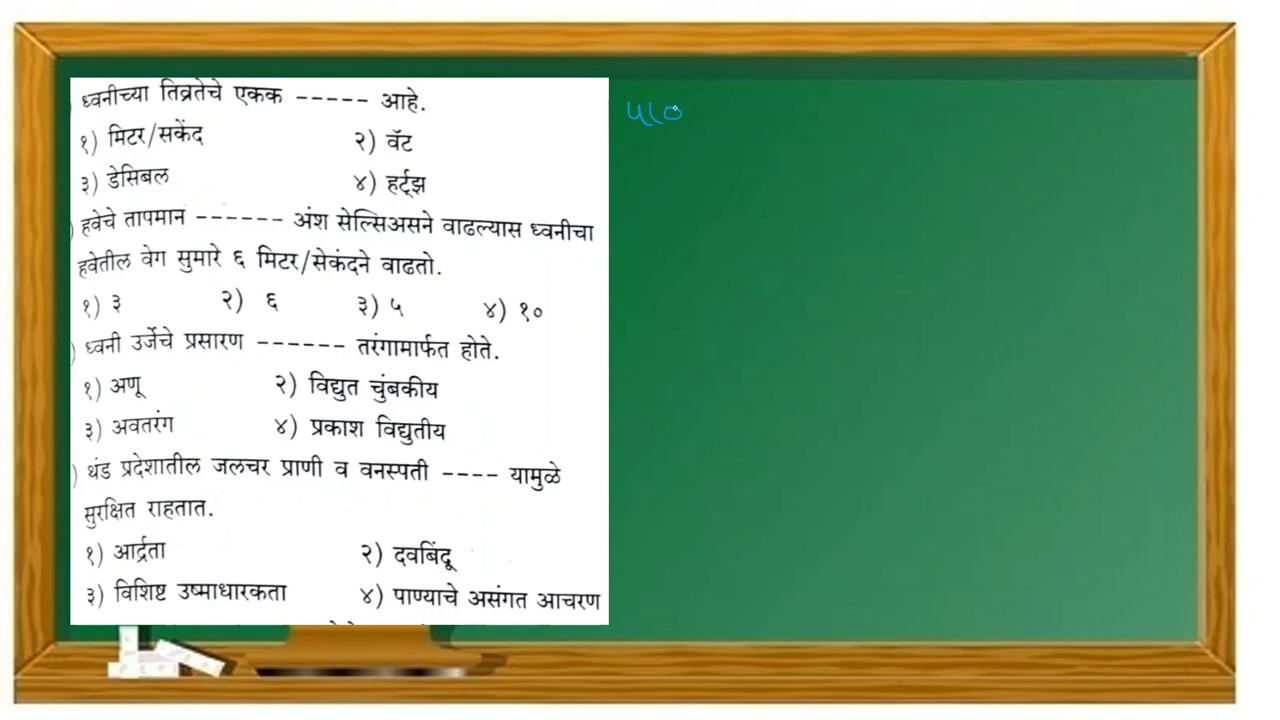 ध्वनीच्या तिव्रतेचे एकक ----- आहे.
१) मिटर/सकेंद २) वॅट
३) डेसिबल ४) हर्ट्झ
) हवेचे तापमान ------ अंश सेल्सिअसने वाढल्यास ध्वनीचा
हवेतील वेग सुमारे ६ मिटर/सेकंदने वाढतो.
१) ३ २) ६ ३) ५ ४) १०
) ध्वनी उर्जेचे प्रसारण ------ तरंगामार्फत होते.
१) अणू २) विद्युत चुंबकीय
३) अवतरंग ४) प्रकाश विद्युतीय
) थंड प्रदेशातील जलचर प्राणी व वनस्पती ---- यामुळे
सुरक्षित राहतात.
१) आर्द्रता २) दवबिंदू
३) विशिष्ट उष्माधारकता ४) पाण्याचे असंगत आचरण